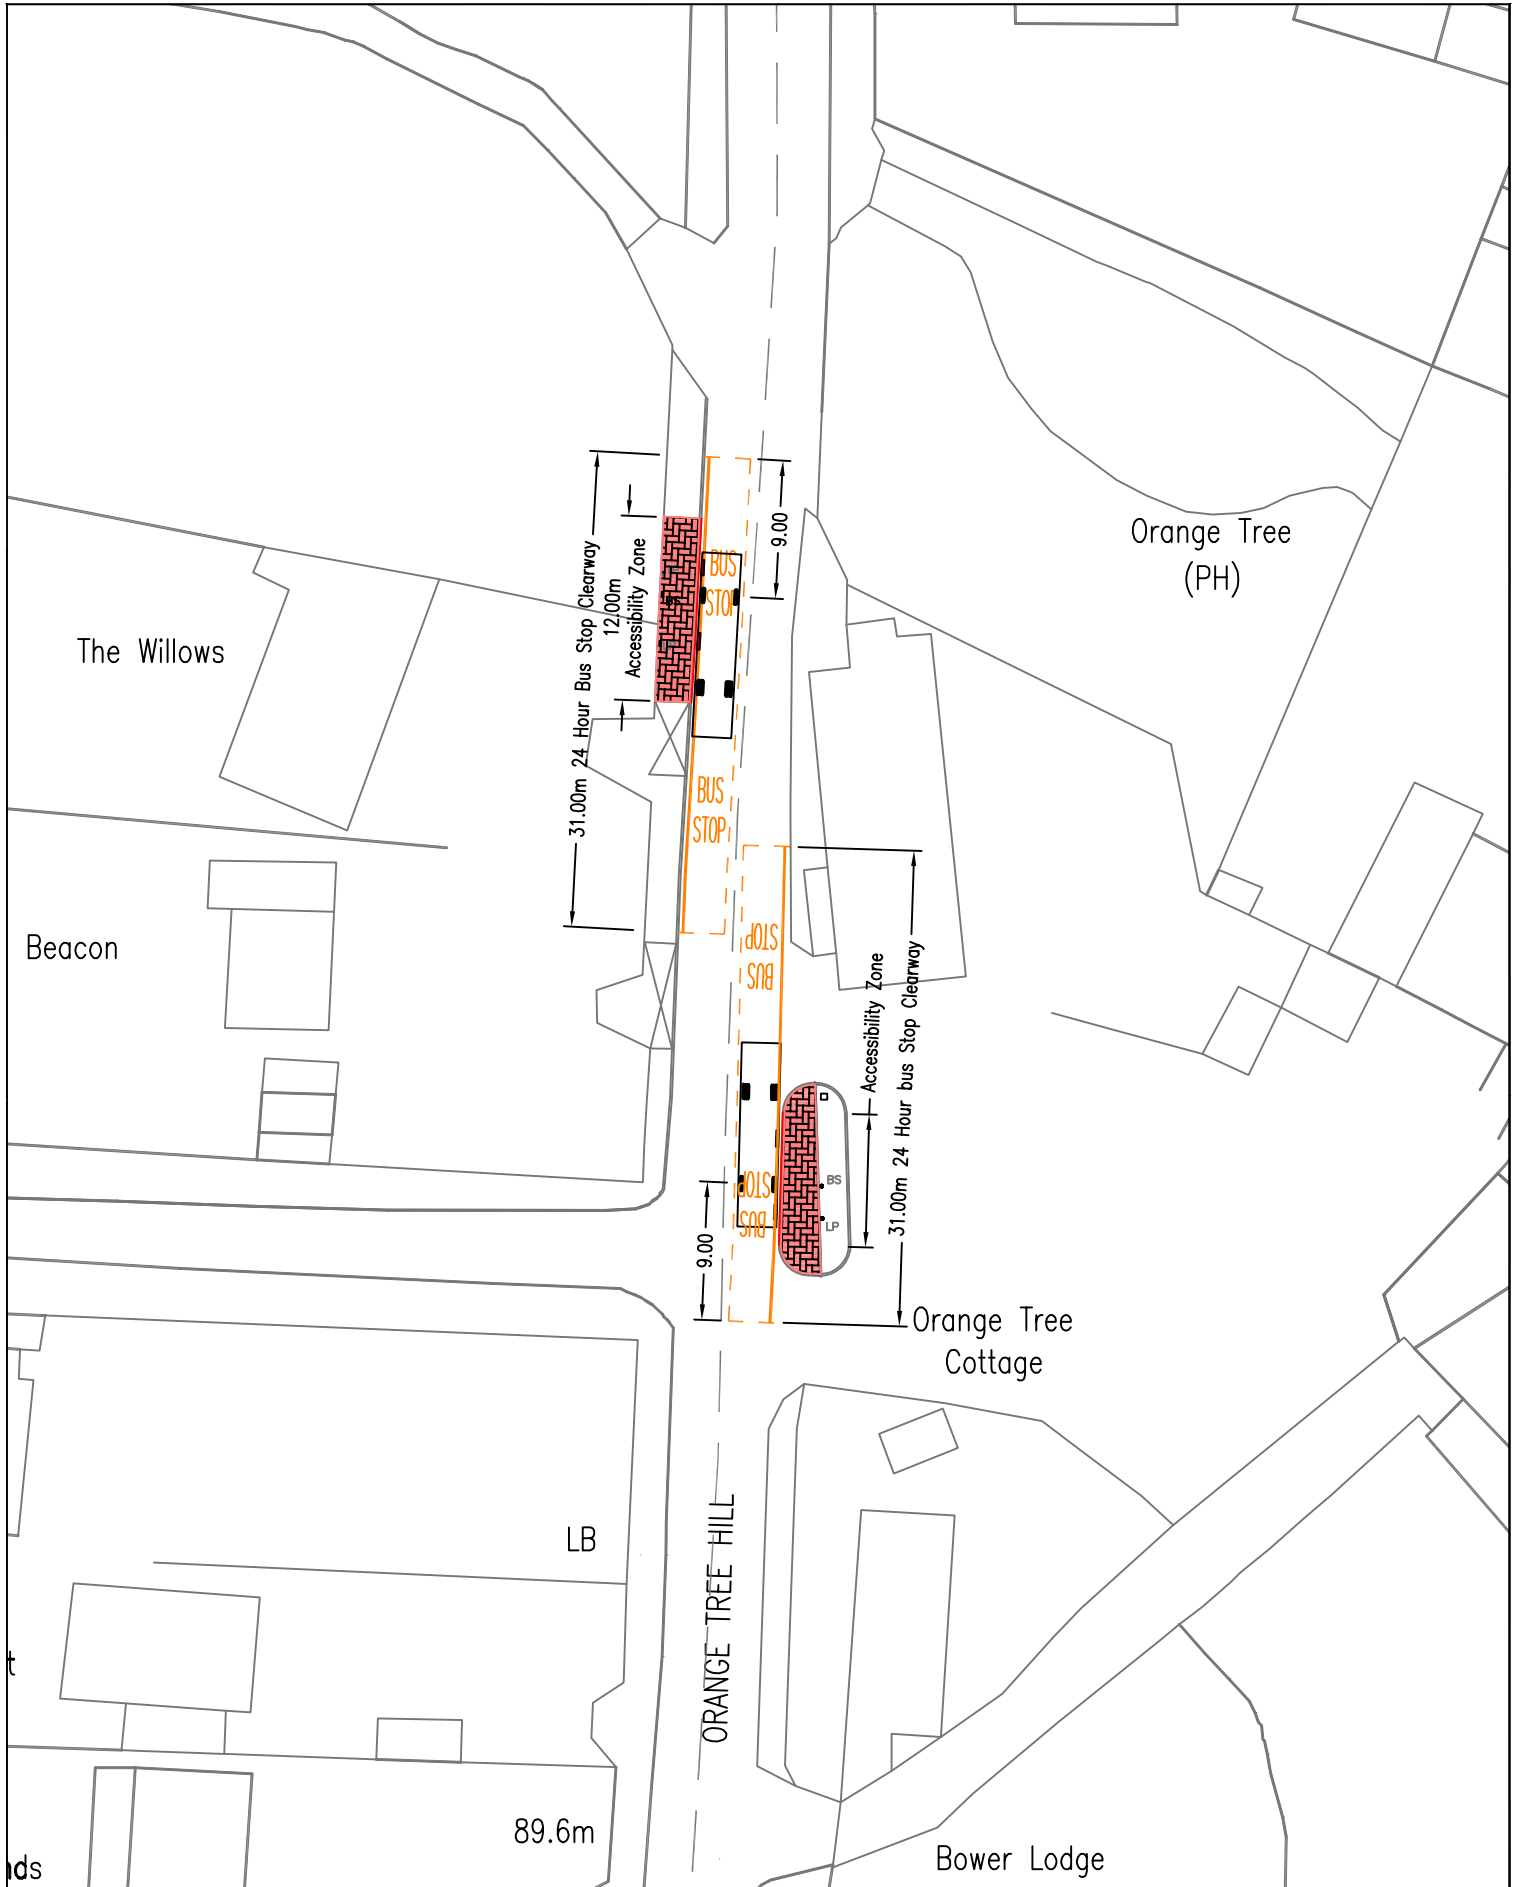 Orange Tree
(PH)
9.00
31.00m 24 Hour Bus Stop Clearway
12.00m
Accessibility Zone
BUS
STOP
BS
The Willows
BUS
STOP
Beacon
STOP
BUS
Accessibility Zone
31.00m 24 Hour bus Stop Clearway
STOP
BUS
BS
LP
9.00
Orange Tree
Cottage
LB
ORANGE TREE HILL
t
89.6m
Bower Lodge
ds